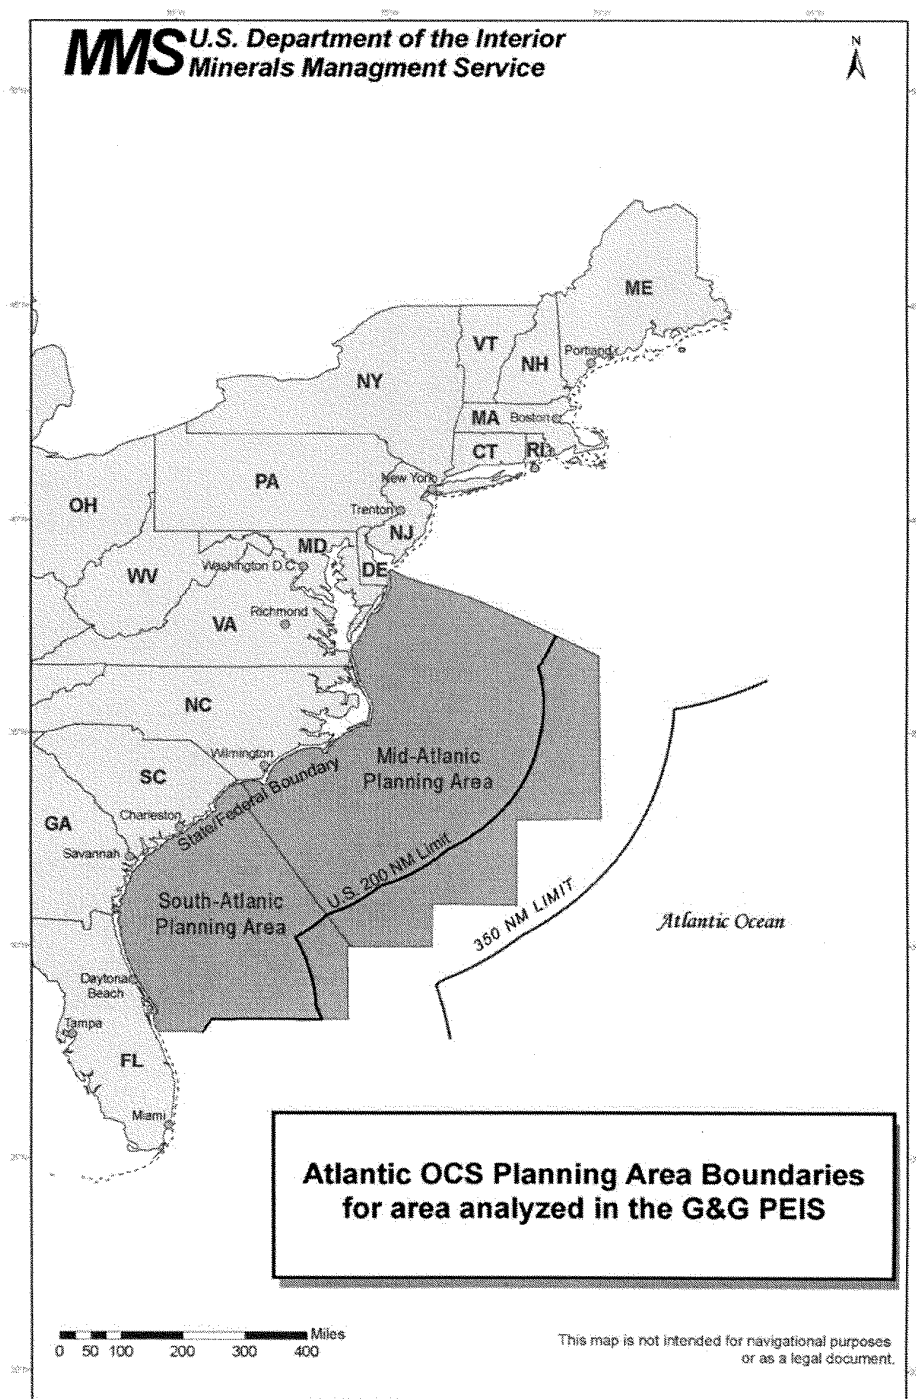 MMS U.S. Department of the Interior
Minerals Managment Service
N
ME
VT
NH
Portland
NY
MA
Boston
CT
RI
PA
New York
OH
Trenton
NJ
MD
Washington D.C.
DE
WV
Richmond
VA
NC
Wilmington
Mid-Atlanic
Planning Area
SC
State/Federal Boundary
Charleston
GA
Savannah
U.S. 200 NM Limit
South-Atlanic
Planning Area
350 NM LIMIT
Atlantic Ocean
Daytona
Beach
Tampa
FL
Miami
Atlantic OCS Planning Area Boundaries
for area analyzed in the G&G PEIS
Miles
0 50 100 200 300 400
This map is not intended for navigational purposes
or as a legal document.